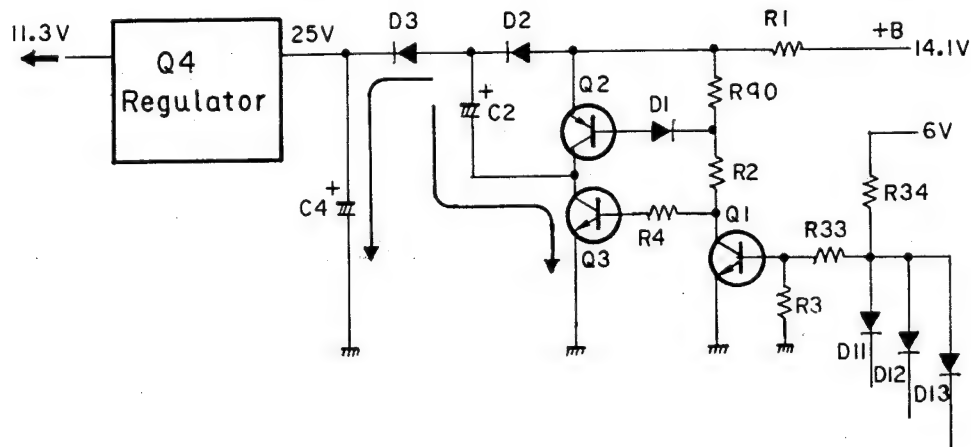 11.3V
Q4
Regulator
25V
D3
D2
R1
+B
14.1V
Q2
D1
R90
+
C2
6V
R2
R34
+
C4
Q3
R4
Q1
R33
R3
D11
D12
D13